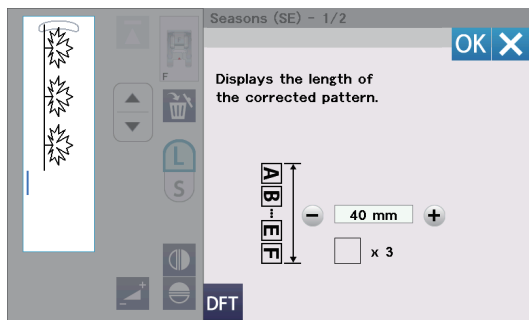 Seasons (SE) - 1/2
OK
Displays the length of
the corrected pattern.
F
L
S
A
B
E
F
40 mm
x 3
DFT